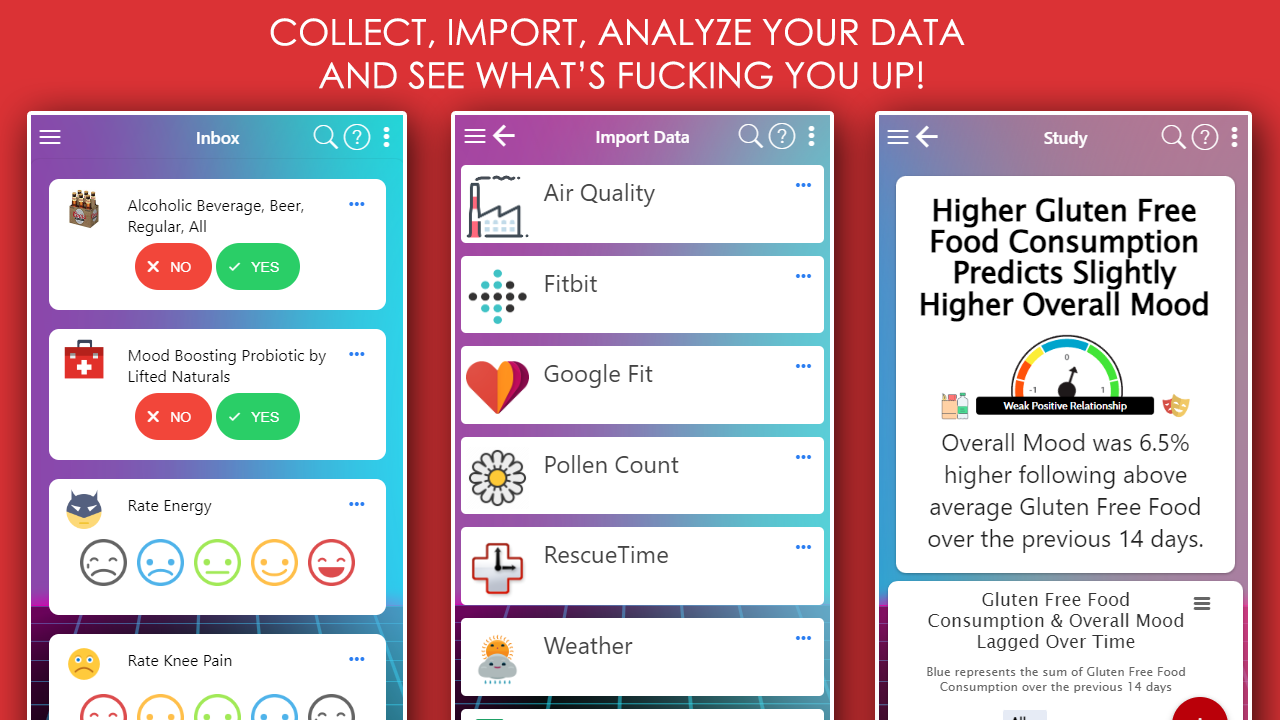 COLLECT, IMPORT, ANALYZE YOUR DATA
AND SEE WHAT'S FUCKING YOU UP!
Inbox
Alcoholic Beverage, Beer,
Regular, All
NO
YES
Mood Boosting Probiotic by
Lifted Naturals
NO
YES
Rate Energy
Rate Knee Pain
Import Data
Air Quality
Fitbit
Google Fit
Pollen Count
RescueTime
Weather
Study
Higher Gluten Free
Food Consumption
Predicts Slightly
Higher Overall Mood
0
-1
1
Weak Positive Relationship
Overall Mood was 6.5%
higher following above
average Gluten Free Food
over the previous 14 days.
Gluten Free Food
Consumption & Overall Mood
Lagged Over Time
Blue represents the sum of Gluten Free Food
Consumption over the previous 14 days